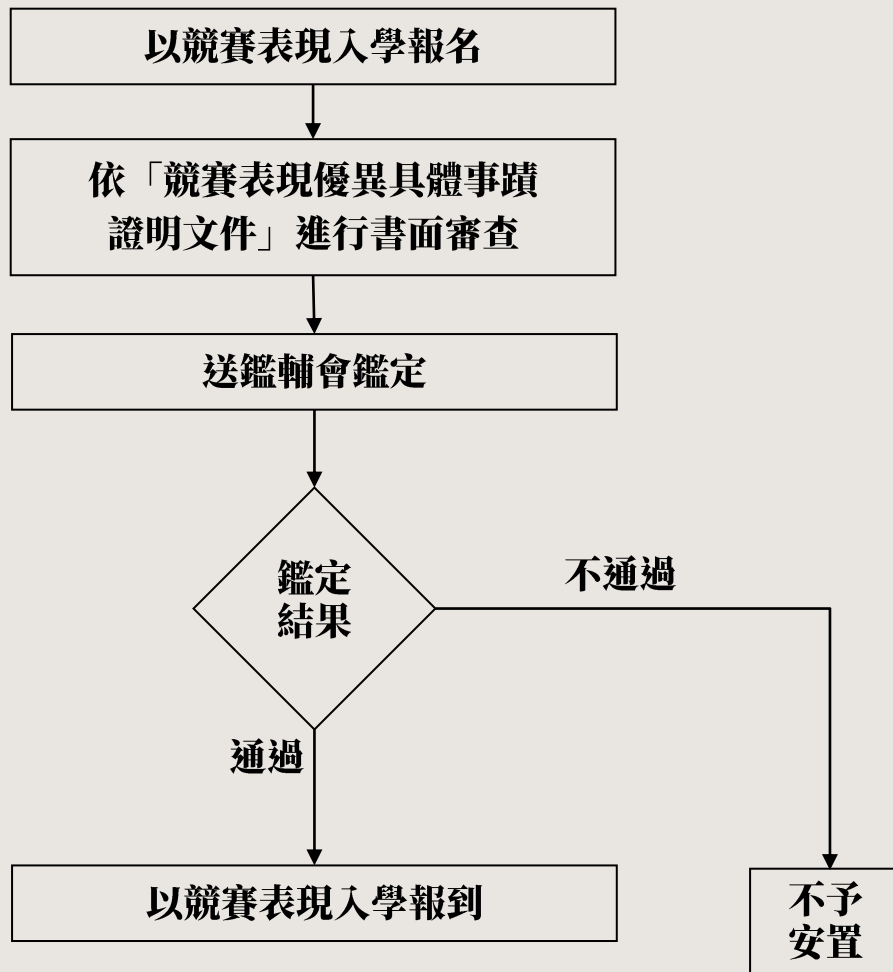 以競賽表現入學報名
依「競賽表現優異具體事蹟
證明文件」進行書面審查
送鑑輔會鑑定
鑑定
結果
不通過
通過
以競賽表現入學報到
不予
安置